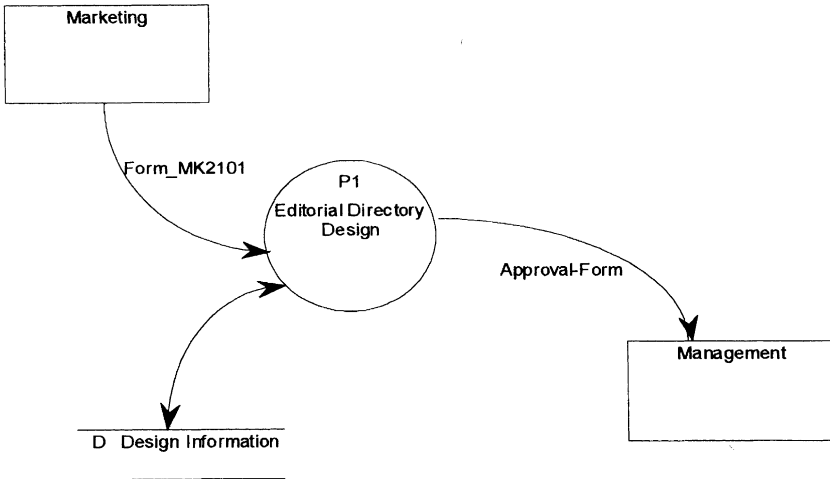 Marketing
Form_MK2101
P1
Editorial Directory
Design
Approval-Form
Management
D Design Information